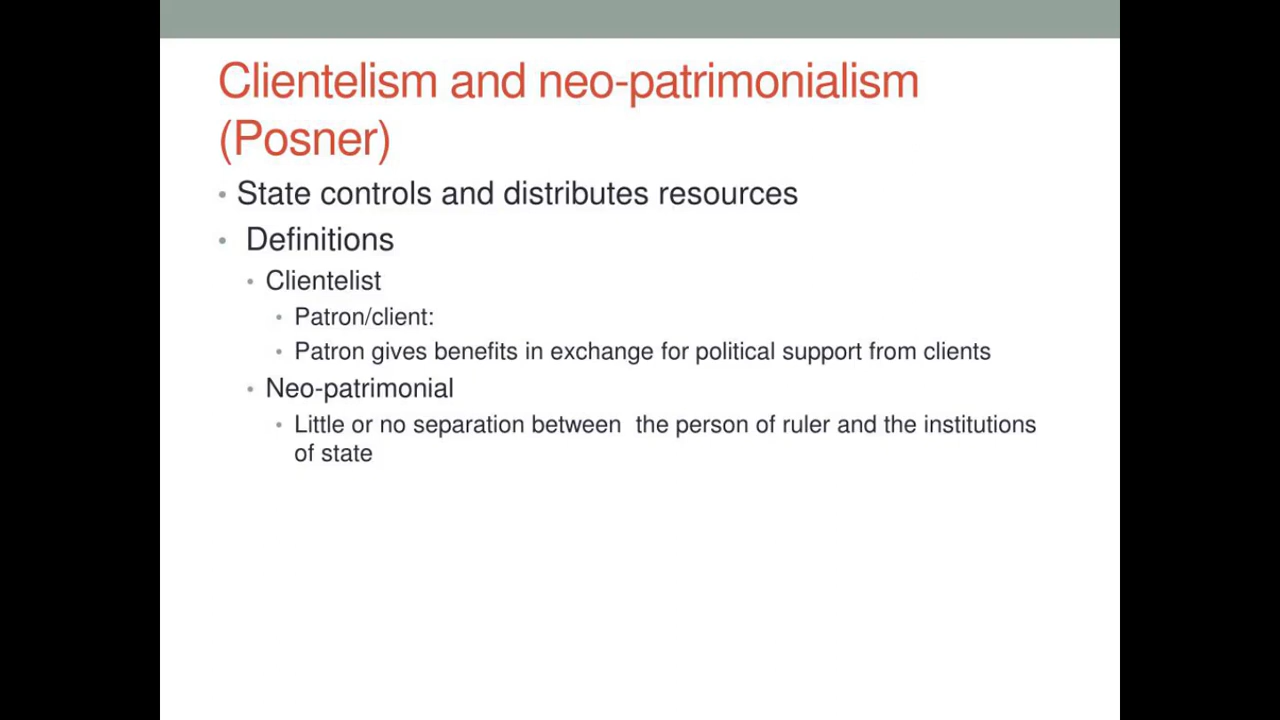 Clientelism and neo-patrimonialism
(Posner)
• State controls and distributes resources
• Definitions
• Clientelist
• Patron/client:
• Patron gives benefits in exchange for political support from clients
• Neo-patrimonial
• Little or no separation between  the person of ruler and the institutions
of state